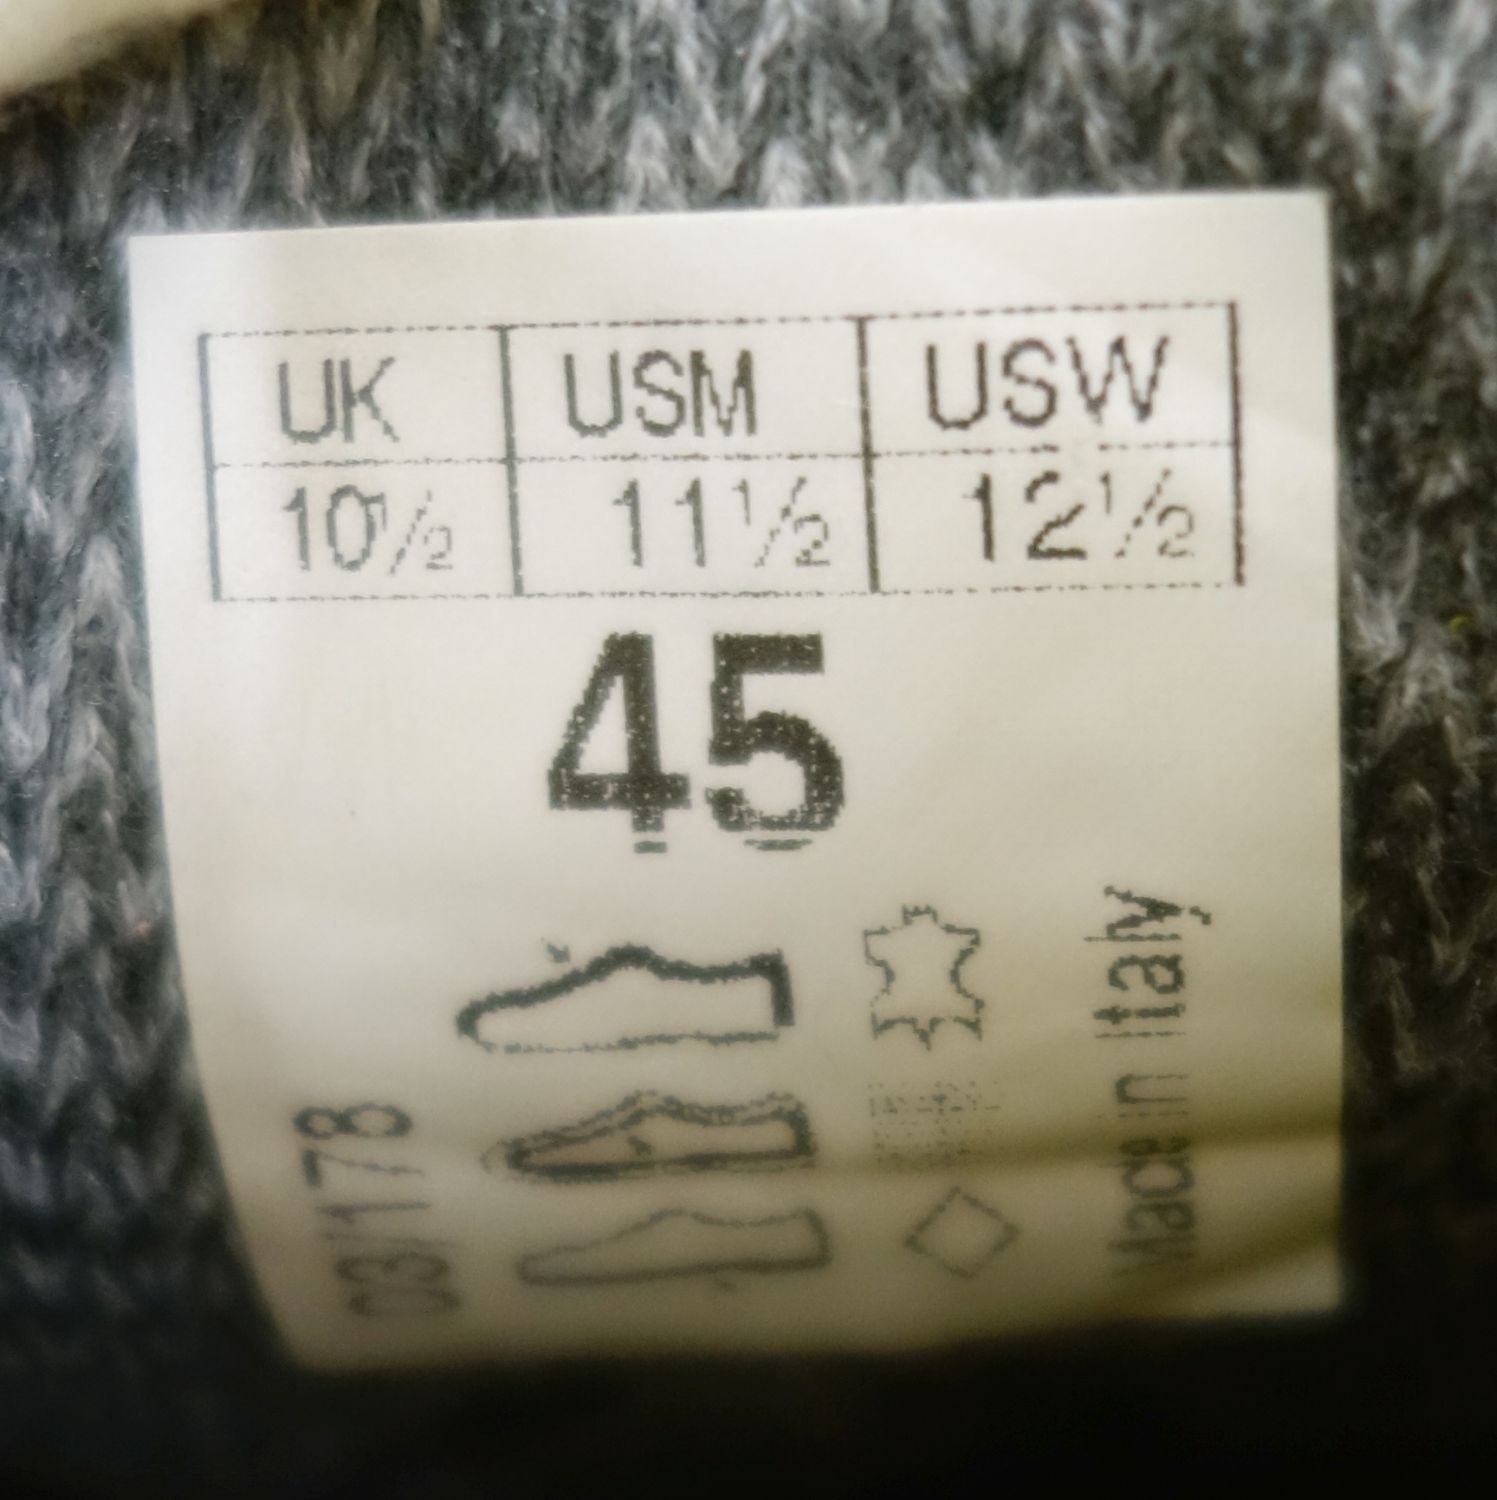 UK USM USW
10½ 11½ 12½
45
03/178
Made in Italy